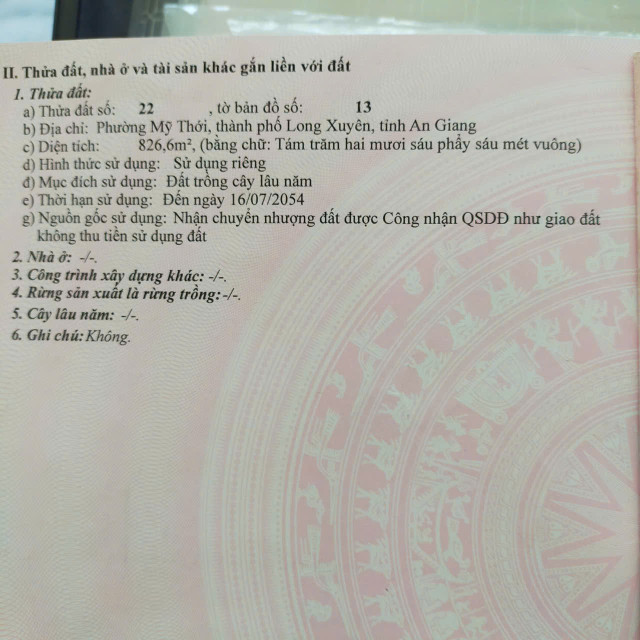 II. Thửa đất, nhà ở và tài sản khác gắn liền với đất
1. Thửa đất:
a) Thửa đất số: 22 , tờ bản đồ số: 13
b) Địa chỉ: Phường Mỹ Thới, thành phố Long Xuyên, tỉnh An Giang
c) Diện tích: 826,6m², (bằng chữ: Tám trăm hai mươi sáu phẩy sáu mét vuông)
d) Hình thức sử dụng: Sử dụng riêng
đ) Mục đích sử dụng: Đất trồng cây lâu năm
e) Thời hạn sử dụng: Đến ngày 16/07/2054
g) Nguồn gốc sử dụng: Nhận chuyển nhượng đất được Công nhận QSDĐ như giao đất
không thu tiền sử dụng đất
2. Nhà ở: -/-.
3. Công trình xây dựng khác: -/-.
4. Rừng sản xuất là rừng trồng: -/-.
5. Cây lâu năm: -/-.
6. Ghi chú: Không.